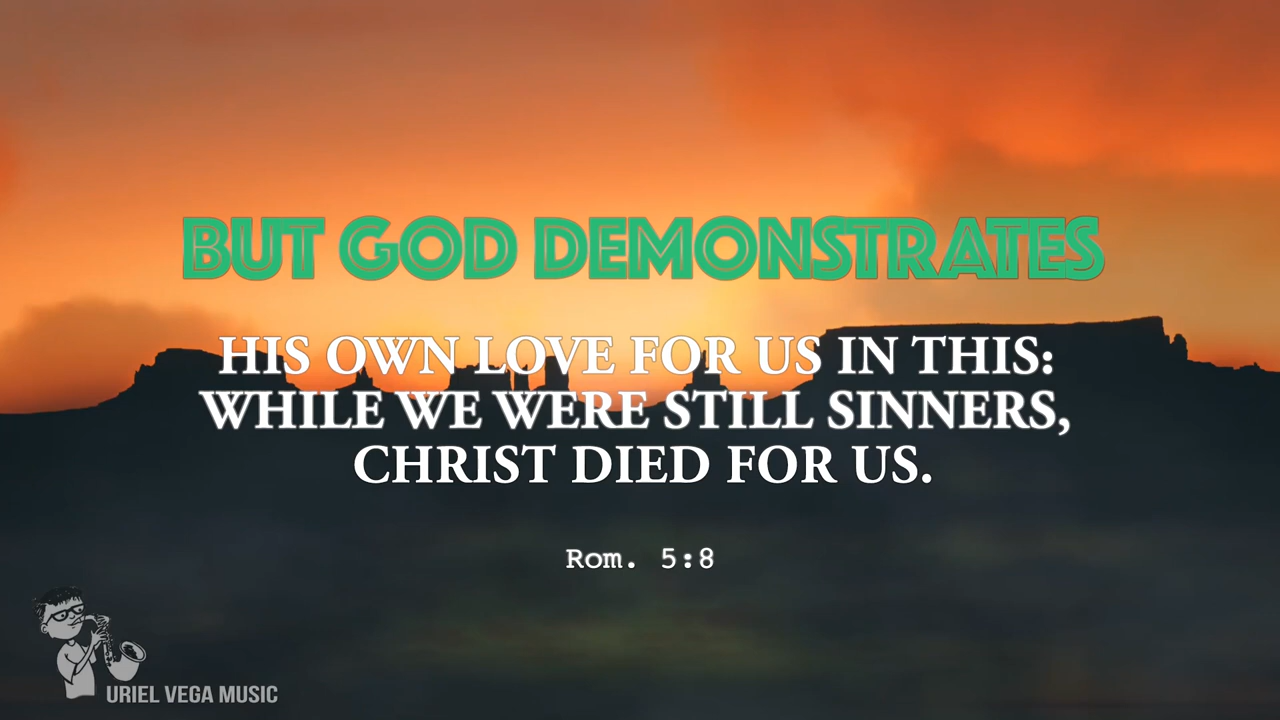 BUT GOD DEMONSTRATES
HIS OWN LOVE FOR US IN THIS:
WHILE WE WERE STILL SINNERS,
CHRIST DIED FOR US.
Rom. 5:8
URIEL VEGA MUSIC